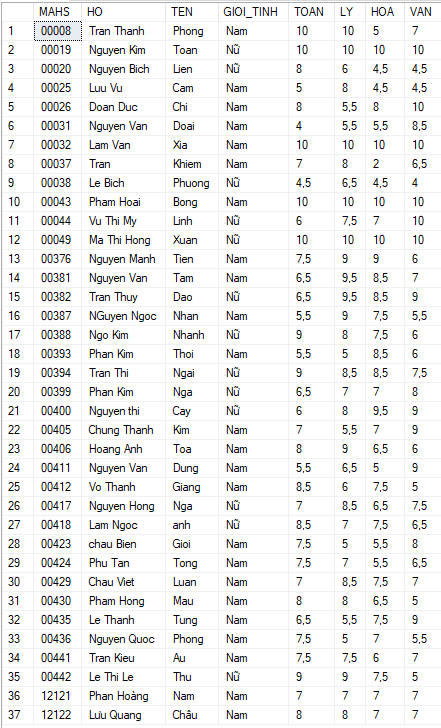 MAHS HO TEN GIOI_TINH TOAN LY HOA VAN
1 00008 Tran Thanh Phong Nam 10 10 5 7
2 00019 Nguyen Kim Toan Nữ 10 10 10 10
3 00020 Nguyen Bich Lien Nữ 8 6 4,5 4,5
4 00025 Luu Vu Cam Nam 5 8 4,5 4,5
5 00026 Doan Duc Chi Nam 8 5,5 8 10
6 00031 Nguyen Van Doai Nam 4 5,5 5,5 8,5
7 00032 Lam Van Xia Nam 10 10 10 10
8 00037 Tran Khiem Nam 7 8 2 6,5
9 00038 Le Bich Phuong Nữ 4,5 6,5 4,5 4
10 00043 Pham Hoai Bong Nam 10 10 10 10
11 00044 Vu Thi My Linh Nữ 6 7,5 7 10
12 00049 Ma Thi Hong Xuan Nữ 10 10 10 10
13 00376 Nguyen Manh Tien Nam 7,5 9 9 6
14 00381 Nguyen Van Tam Nam 6,5 9,5 8,5 7
15 00382 Tran Thuy Dao Nữ 6,5 9,5 8,5 9
16 00387 NGuyen Ngoc Nhan Nam 5,5 9 7,5 5,5
17 00388 Ngo Kim Nhanh Nữ 9 8 7,5 6
18 00393 Phan Kim Thoi Nam 5,5 5 8,5 6
19 00394 Tran Thi Ngai Nữ 9 8,5 8,5 7,5
20 00399 Phan Kim Nga Nữ 6,5 7 7 8
21 00400 Nguyen thi Cay Nữ 6 8 9,5 9
22 00405 Chung Thanh Kim Nam 7 5,5 7 9
23 00406 Hoang Anh Toa Nam 8 9 6,5 6
24 00411 Nguyen Van Dung Nam 5,5 6,5 5 9
25 00412 Vo Thanh Giang Nam 8,5 6 7,5 5
26 00417 Nguyen Hong Nga Nữ 7 8,5 6,5 7,5
27 00418 Lam Ngoc anh Nữ 8,5 7 7,5 6,5
28 00423 chau Bien Gioi Nam 7,5 5 5,5 8
29 00424 Phu Tan Tong Nam 7,5 7 5,5 6,5
30 00429 Chau Viet Luan Nam 7 8,5 7,5 7
31 00430 Pham Hong Mau Nam 8 8 6,5 5
32 00435 Le Thanh Tung Nam 6,5 5,5 7,5 9
33 00436 Nguyen Quoc Phong Nam 7,5 5 7 5,5
34 00441 Tran Kieu Au Nam 7,5 7,5 6 7
35 00442 Le Thi Le Thu Nữ 9 9 7,5 5
36 12121 Phan Hoàng Nam Nam 7 7 7 7
37 12122 Lưu Quang Châu Nam 8 8 7 7